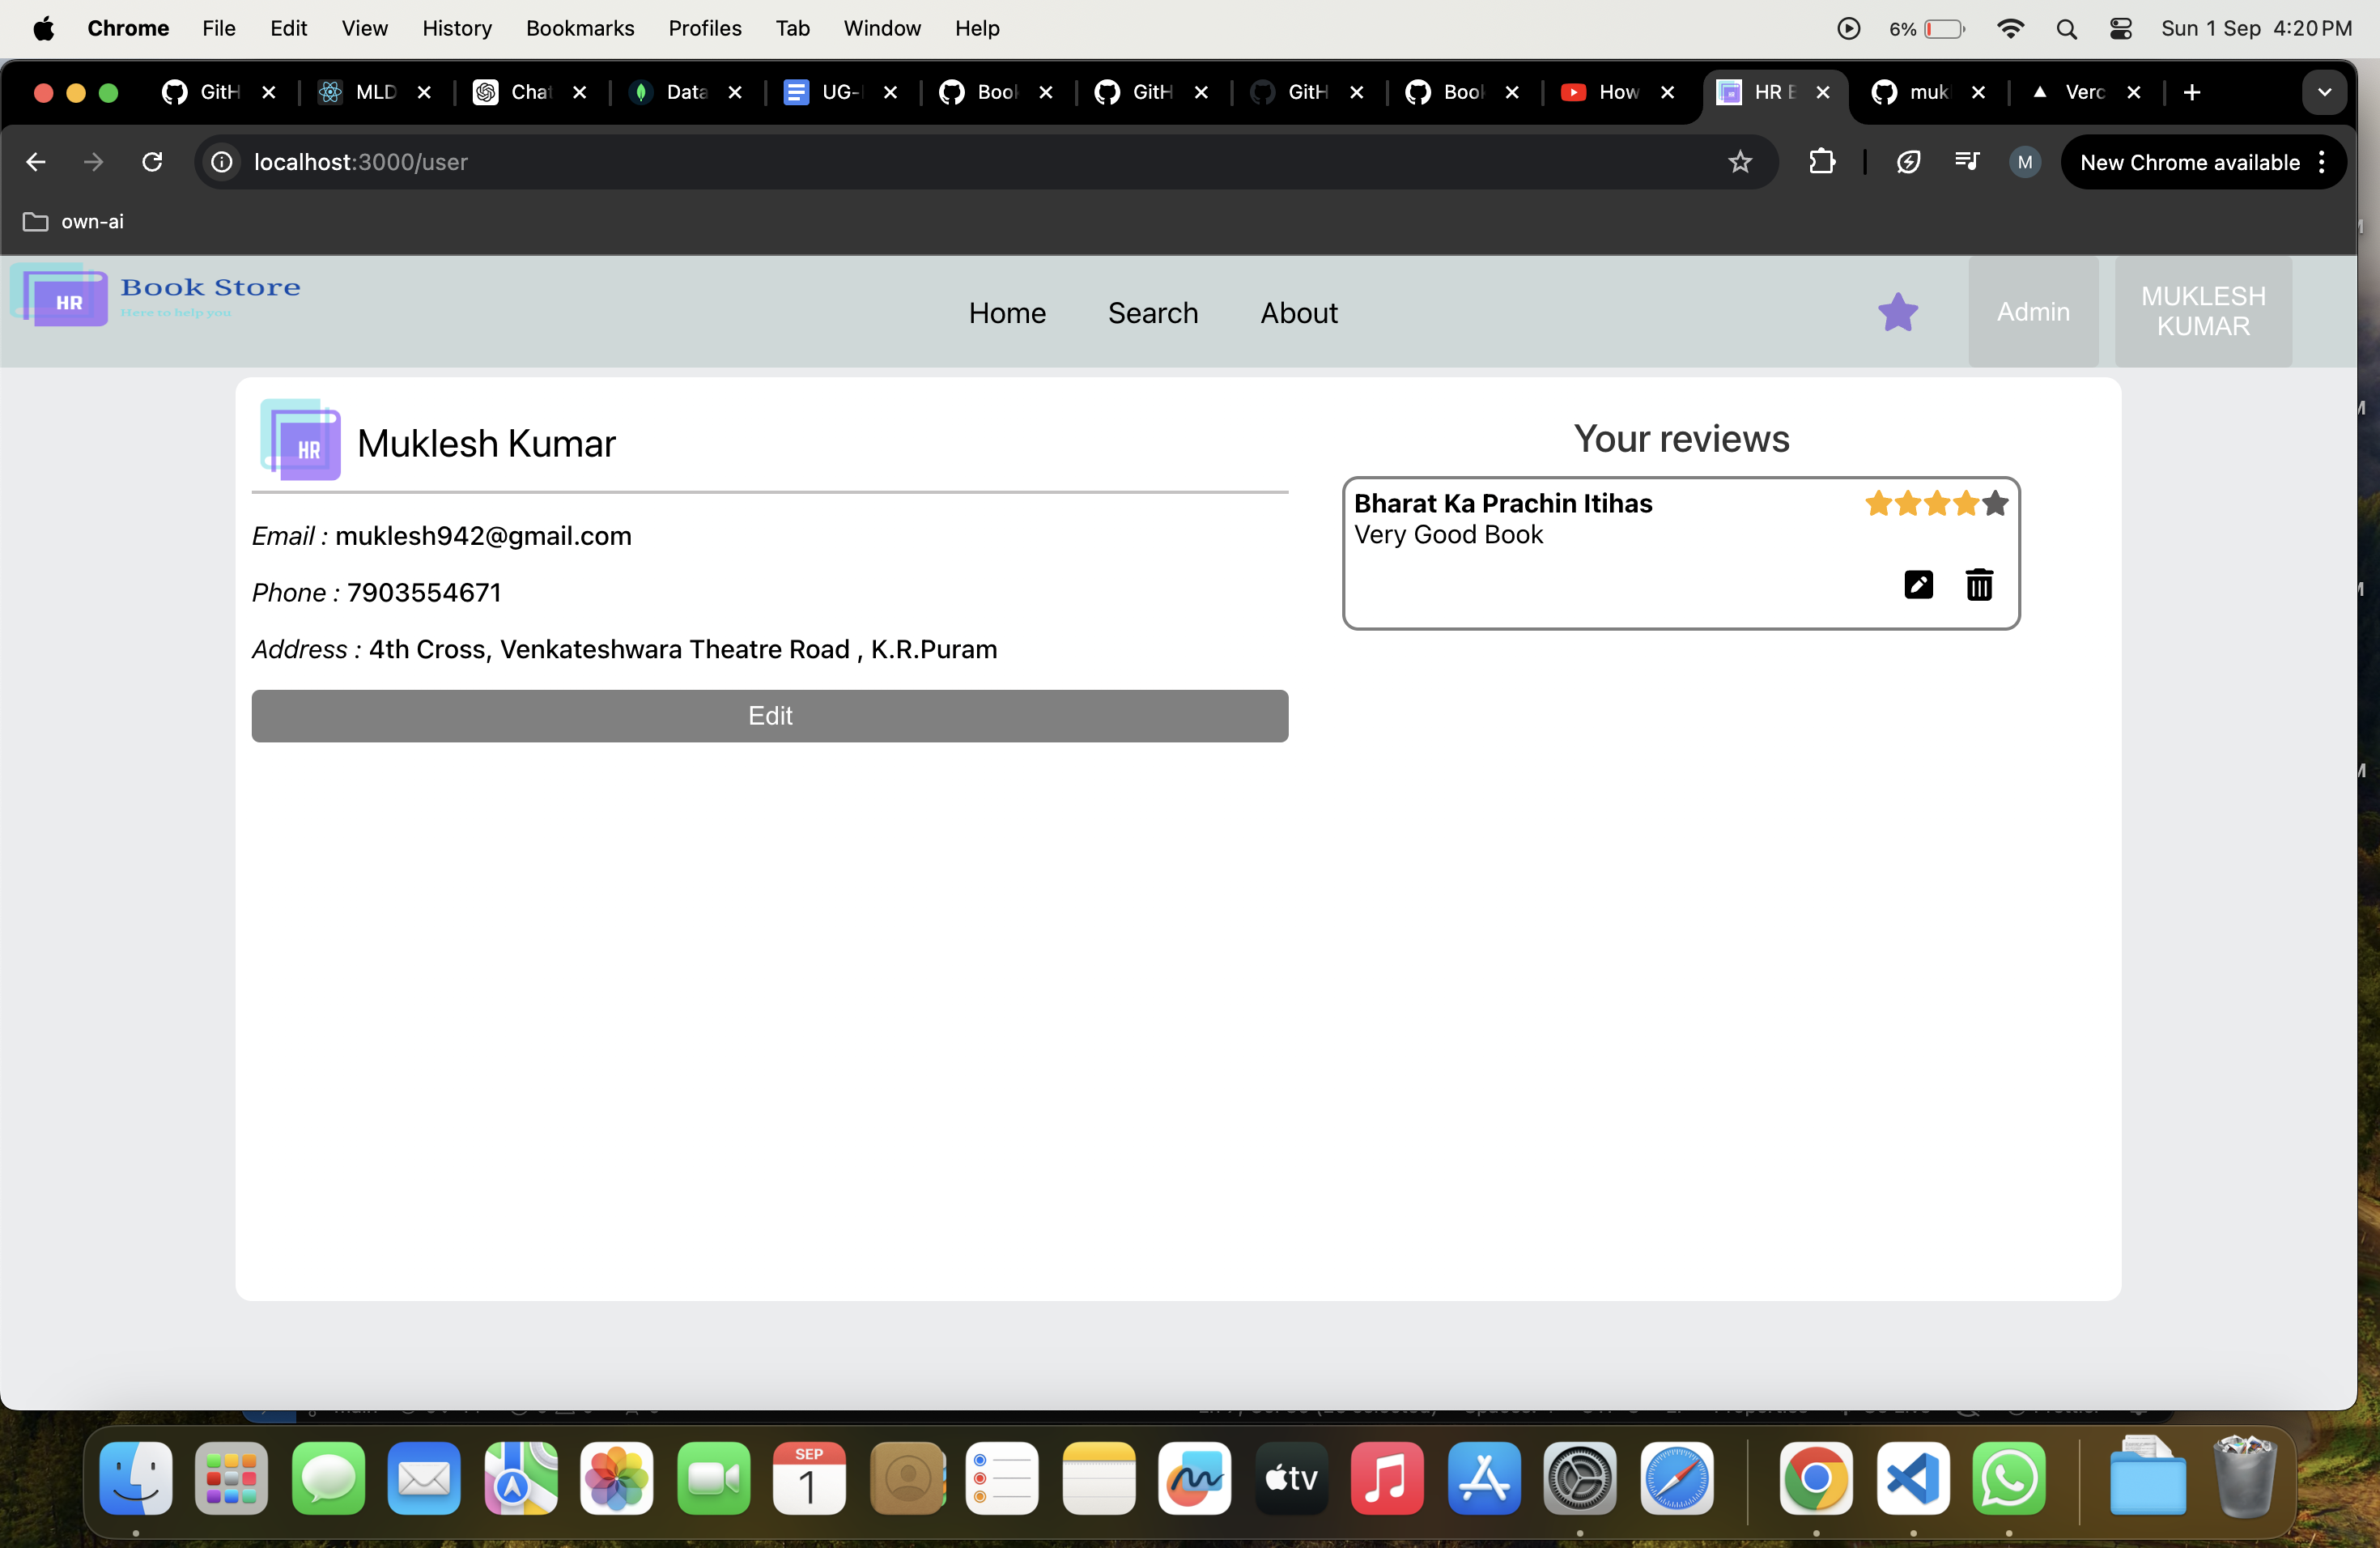 Chrome File Edit View History Bookmarks Profiles Tab Window Help 6% Sun 1 Sep 4:20 PM
GitH MLD Chat Data UG- Boo GitH GitH Boo How HR muk Verc
localhost:3000/user New Chrome available
M
own-ai
HR Book Store
Here to help you
Home Search About Admin MUKLESH
KUMAR
HR Muklesh Kumar
Email : muklesh942@gmail.com
Phone : 7903554671
Address : 4th Cross, Venkateshwara Theatre Road , K.R.Puram
Edit
Your reviews
Bharat Ka Prachin Itihas
Very Good Book
SEP
1
tv